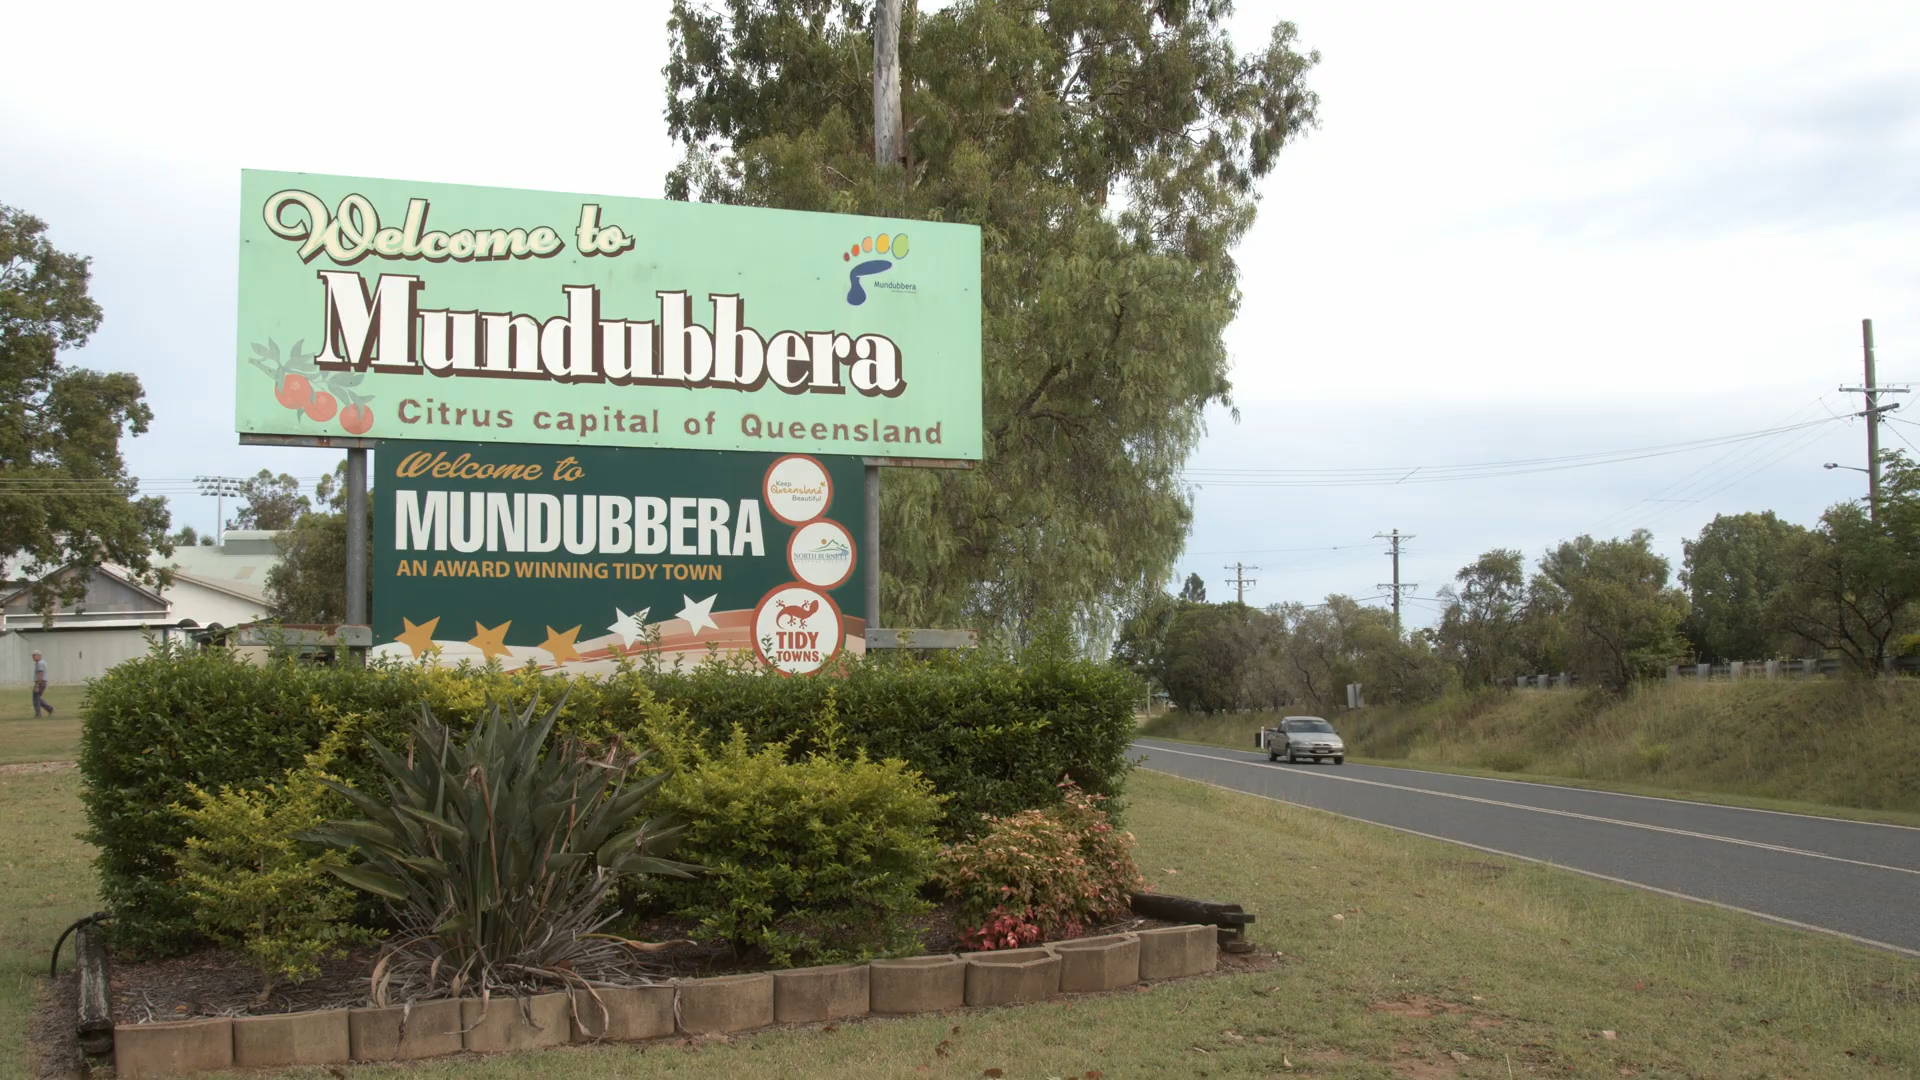 Welcome to
Mundubbera
Mundubbera
Citrus capital of Queensland
Welcome to
MUNDUBBERA
AN AWARD WINNING TIDY TOWN
Keep
Queensland
Beautiful
NORTH BURNETT
TIDY
TOWNS